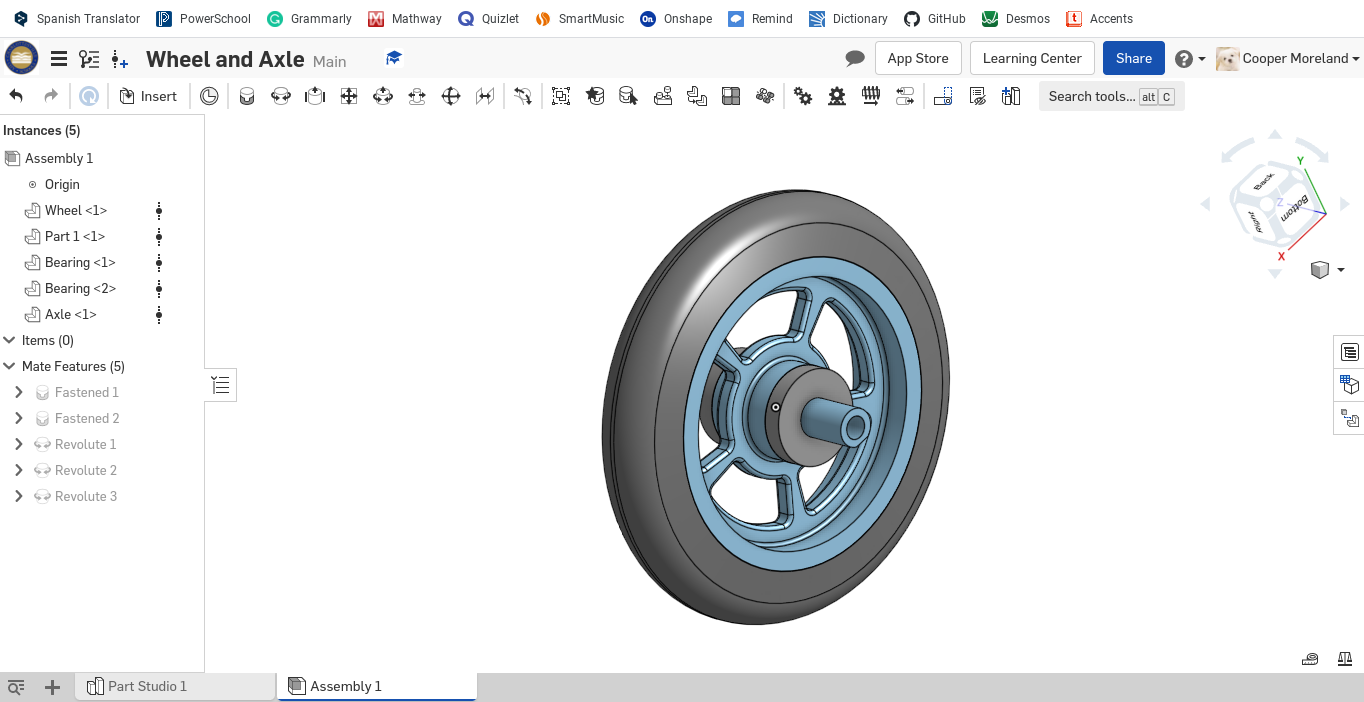 Spanish Translator PowerSchool Grammarly Mathway Quizlet SmartMusic Onshape Remind Dictionary GitHub Desmos Accents
Wheel and Axle Main App Store Learning Center Share Cooper Moreland
Insert Search tools... alt C
Instances (5)
Assembly 1
Origin
Wheel <1>
Part 1 <1>
Bearing <1>
Bearing <2>
Axle <1>
Items (0)
Mate Features (5)
Fastened 1
Fastened 2
Revolute 1
Revolute 2
Revolute 3
Y
Back
Z
Bottom
Right
X
Part Studio 1 Assembly 1